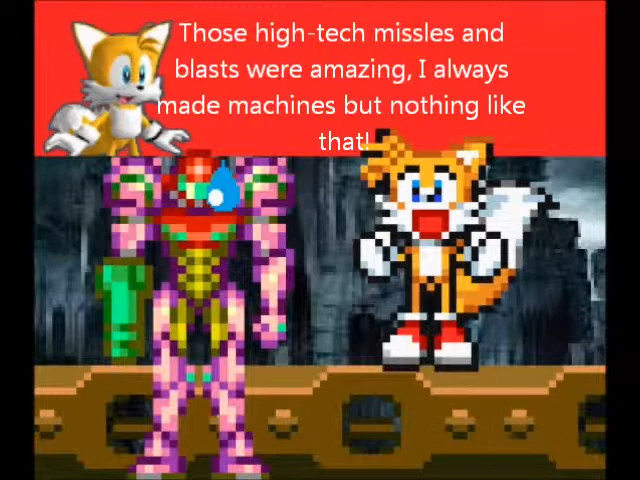 Those high-tech missles and
blasts were amazing, I always
made machines but nothing like
that!